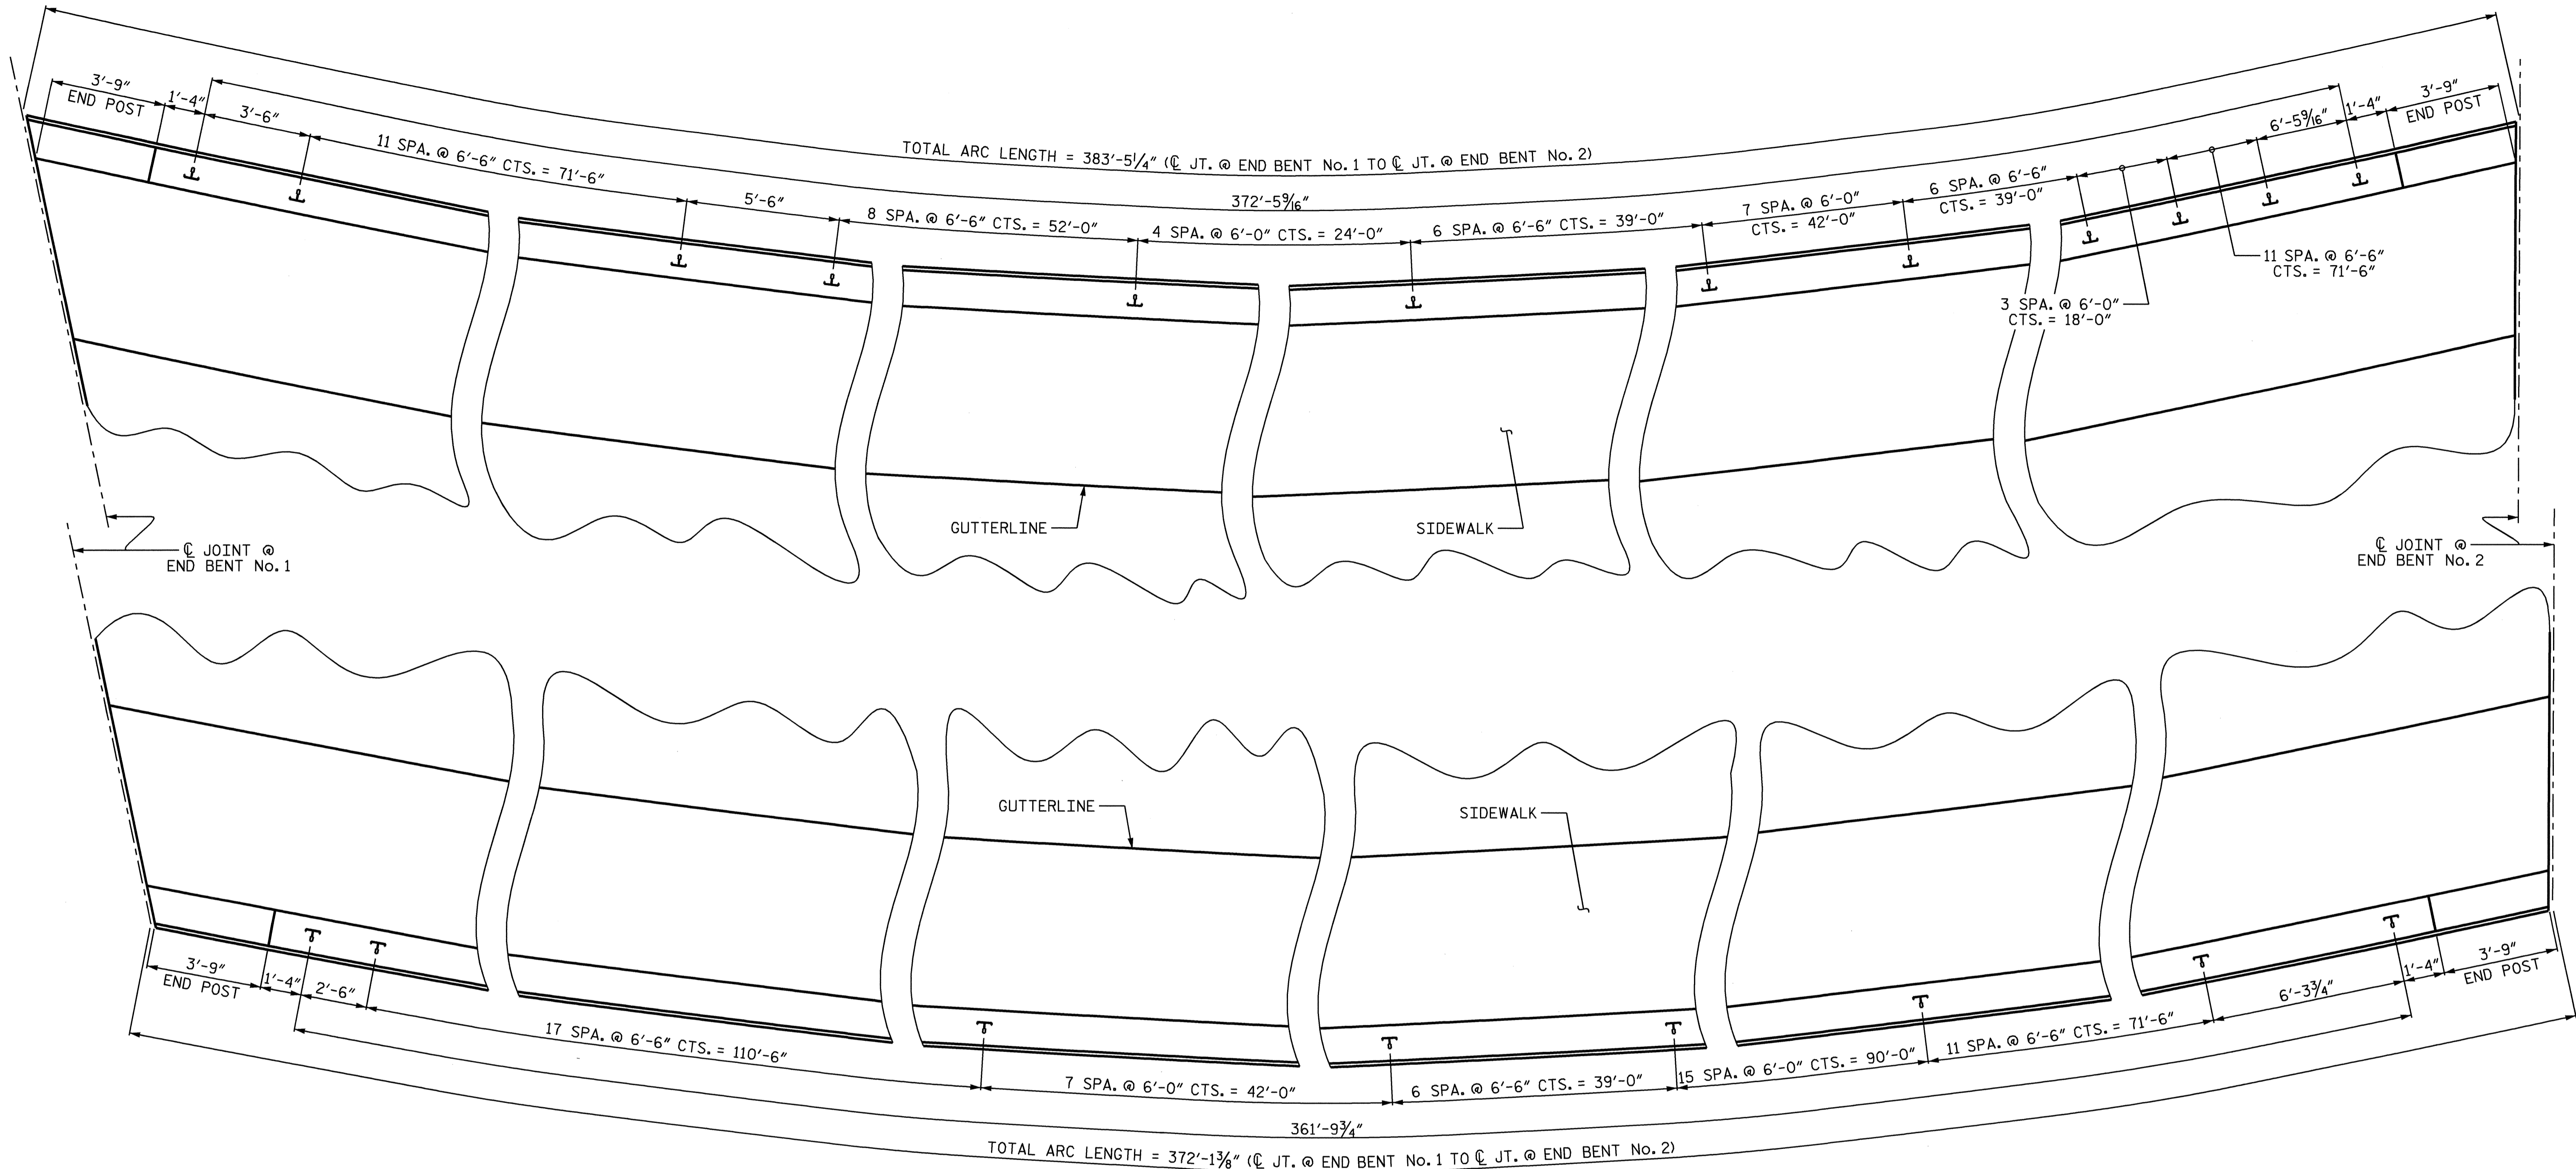 3'-9"
END POST
1'-4"
3'-6"
11 SPA. @ 6'-6" CTS. = 71'-6"
5'-6"
8 SPA. @ 6'-6" CTS. = 52'-0"
4 SPA. @ 6'-0" CTS. = 24'-0"
TOTAL ARC LENGTH = 383'-5¼" (℄ JT. @ END BENT No. 1 TO ℄ JT. @ END BENT No. 2)
372'-5⁹⁄₁₆"
6 SPA. @ 6'-6" CTS. = 39'-0"
7 SPA. @ 6'-0"
CTS. = 42'-0"
6 SPA. @ 6'-6"
CTS. = 39'-0"
6'-5⁹⁄₁₆"
1'-4"
3'-9"
END POST
11 SPA. @ 6'-6"
CTS. = 71'-6"
3 SPA. @ 6'-0"
CTS. = 18'-0"
GUTTERLINE
SIDEWALK
℄ JOINT @
END BENT No. 1
℄ JOINT @
END BENT No. 2
GUTTERLINE
SIDEWALK
3'-9"
END POST
1'-4"
2'-6"
17 SPA. @ 6'-6" CTS. = 110'-6"
7 SPA. @ 6'-0" CTS. = 42'-0"
6 SPA. @ 6'-6" CTS. = 39'-0"
15 SPA. @ 6'-0" CTS. = 90'-0"
11 SPA. @ 6'-6" CTS. = 71'-6"
6'-3¾"
1'-4"
3'-9"
END POST
361'-9¾"
TOTAL ARC LENGTH = 372'-1⅜" (℄ JT. @ END BENT No. 1 TO ℄ JT. @ END BENT No. 2)